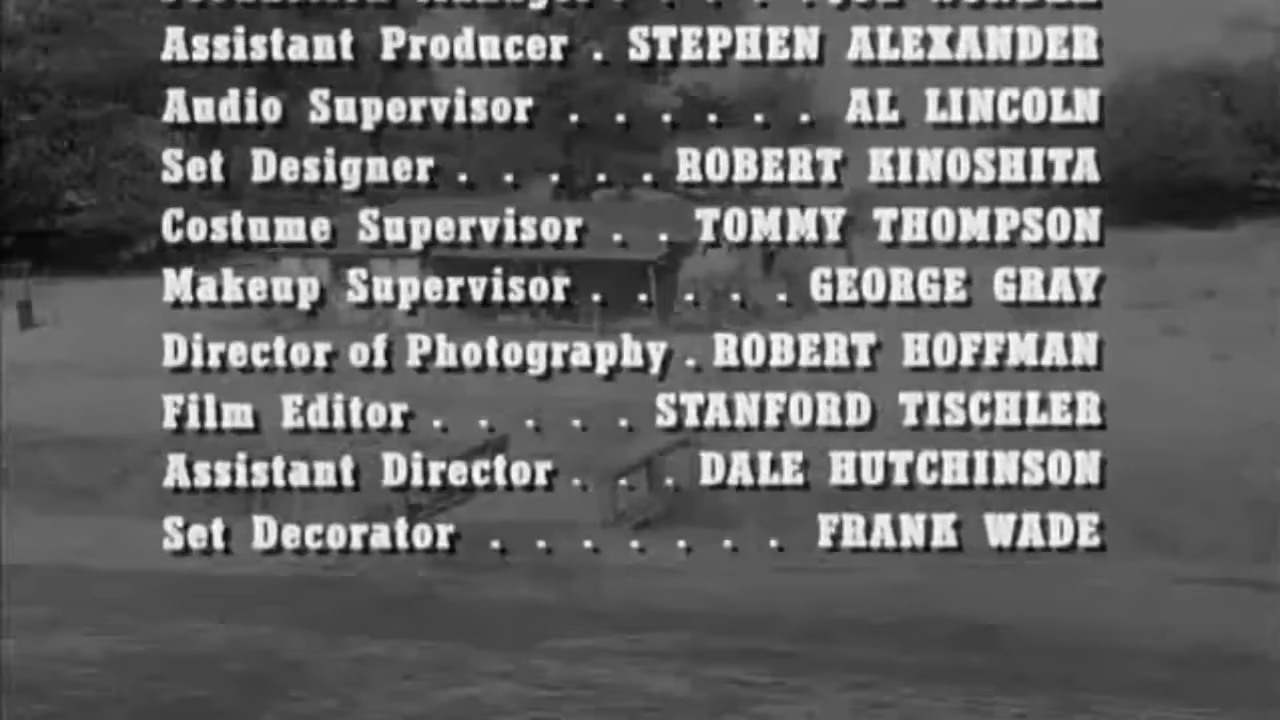 Assistant Producer . STEPHEN ALEXANDER
Audio Supervisor . . . . . . AL LINCOLN
Set Designer . . . . . ROBERT KINOSHITA
Costume Supervisor . . TOMMY THOMPSON
Makeup Supervisor . . . . . GEORGE GRAY
Director of Photography . ROBERT HOFFMAN
Film Editor . . . . . STANFORD TISCHLER
Assistant Director . . . DALE HUTCHINSON
Set Decorator . . . . . . . FRANK WADE